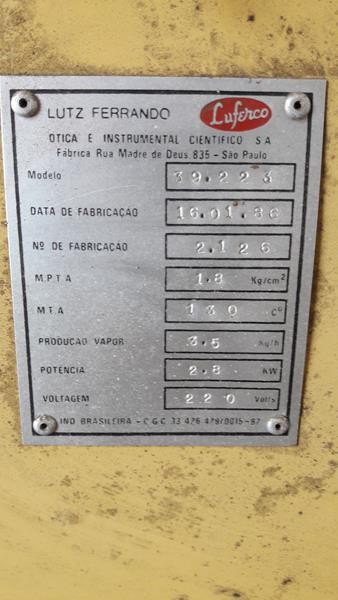 LUTZ FERRANDO Luferco
OTICA E INSTRUMENTAL CIENTIFICO S A
Fábrica Rua Madre de Deus 835 - São Paulo
Modelo 39.223
DATA DE FABRICAÇÃO 16.01.86
Nº DE FABRICAÇÃO 2.126
M.P.T A 1.8 Kg/cm²
M.T.A 130 Cº
PRODUCAO VAPOR 3.5 Kg/h
POTENCIA 2.8 KW
VOLTAGEM 220 Volts
IND BRASILEIRA - C G C 33 426 479/0015-87